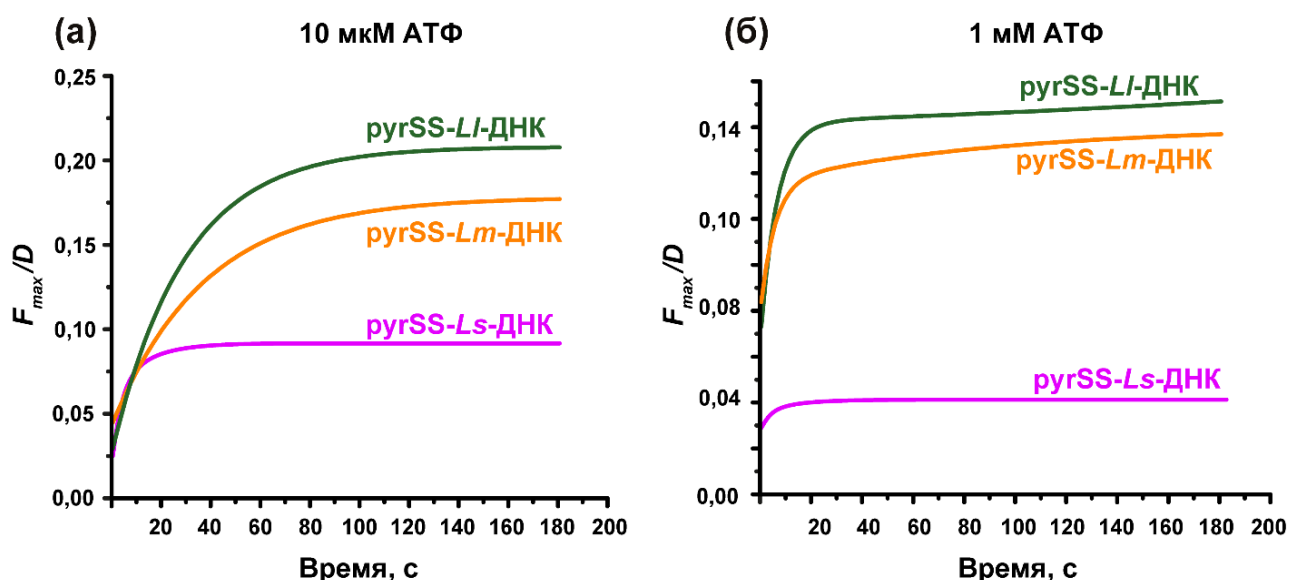 (а) 10 мкМ АТФ
0,25
0,20
0,15
0,10
0,05
0,00
F_max/D
pyrSS-Ll-ДНК
pyrSS-Lm-ДНК
pyrSS-Ls-ДНК
0 20 40 60 80 100 120 140 160 180 200
Время, с
(б) 1 мМ АТФ
0,14
0,10
0,08
0,04
0,00
F_max/D
pyrSS-Ll-ДНК
pyrSS-Lm-ДНК
pyrSS-Ls-ДНК
20 40 60 80 100 120 140 160 180 200
Время, с